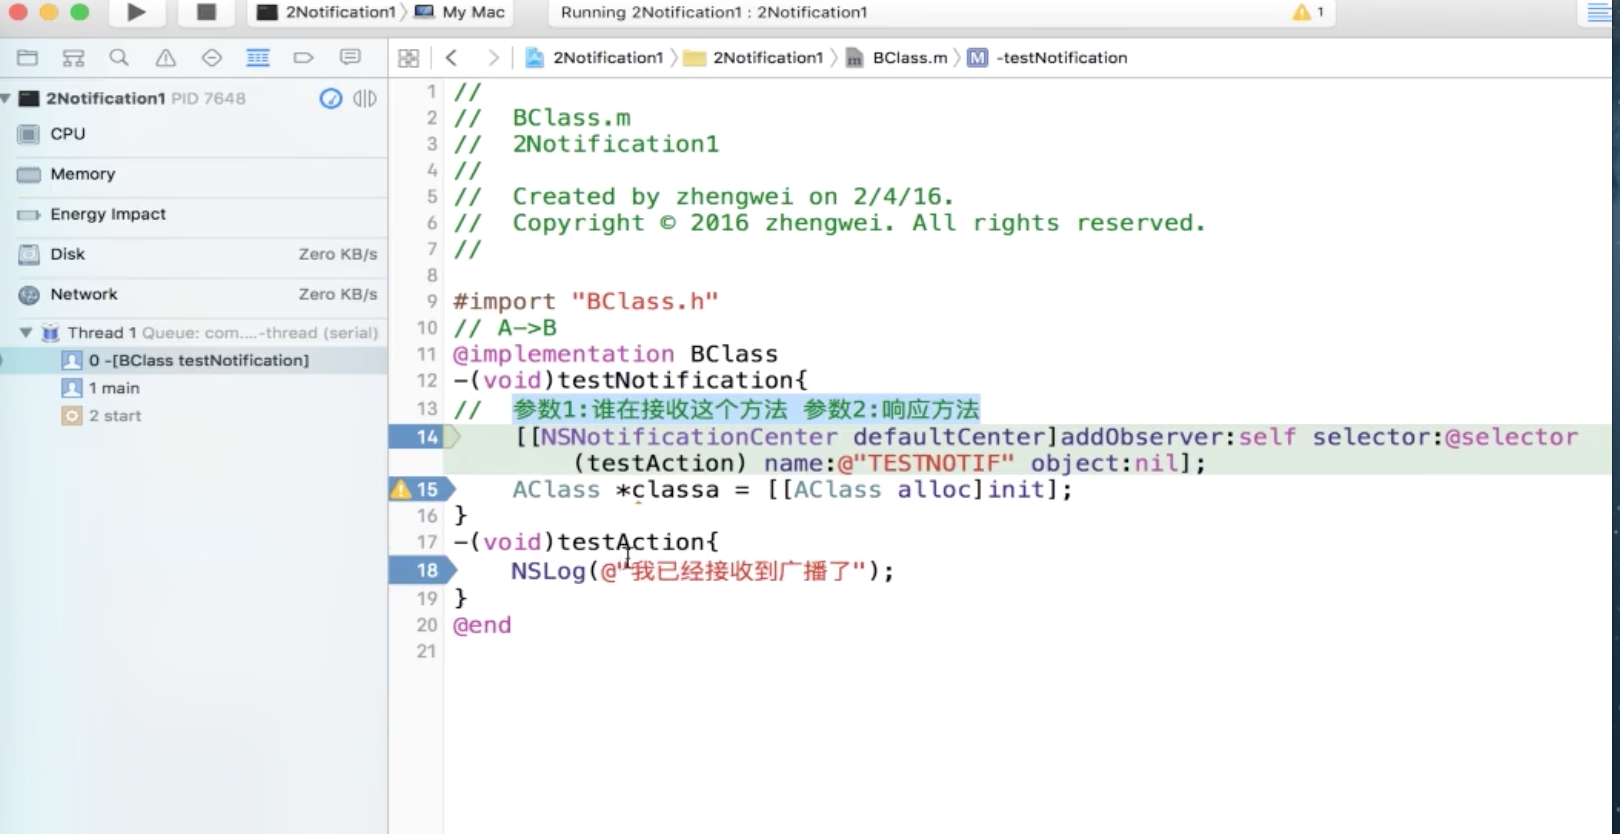 2Notification1 〉 My Mac
Running 2Notification1 : 2Notification1
1
2Notification1 〉 2Notification1 〉 BClass.m 〉 M -testNotification
2Notification1 PID 7648
CPU
Memory
Energy Impact
Disk Zero KB/s
Network Zero KB/s
Thread 1 Queue: com....-thread (serial)
0 -[BClass testNotification]
1 main
2 start
1 //
2 //  BClass.m
3 //  2Notification1
4 //
5 //  Created by zhengwei on 2/4/16.
6 //  Copyright © 2016 zhengwei. All rights reserved.
7 //
8
9 #import "BClass.h"
10 // A->B
11 @implementation BClass
12 -(void)testNotification{
13 //  参数1:谁在接收这个方法 参数2:响应方法
14     [[NSNotificationCenter defaultCenter]addObserver:self selector:@selector
(testAction) name:@"TESTNOTIF" object:nil];
15     AClass *classa = [[AClass alloc]init];
16 }
17 -(void)testAction{
18     NSLog(@"我已经接收到广播了");
19 }
20 @end
21